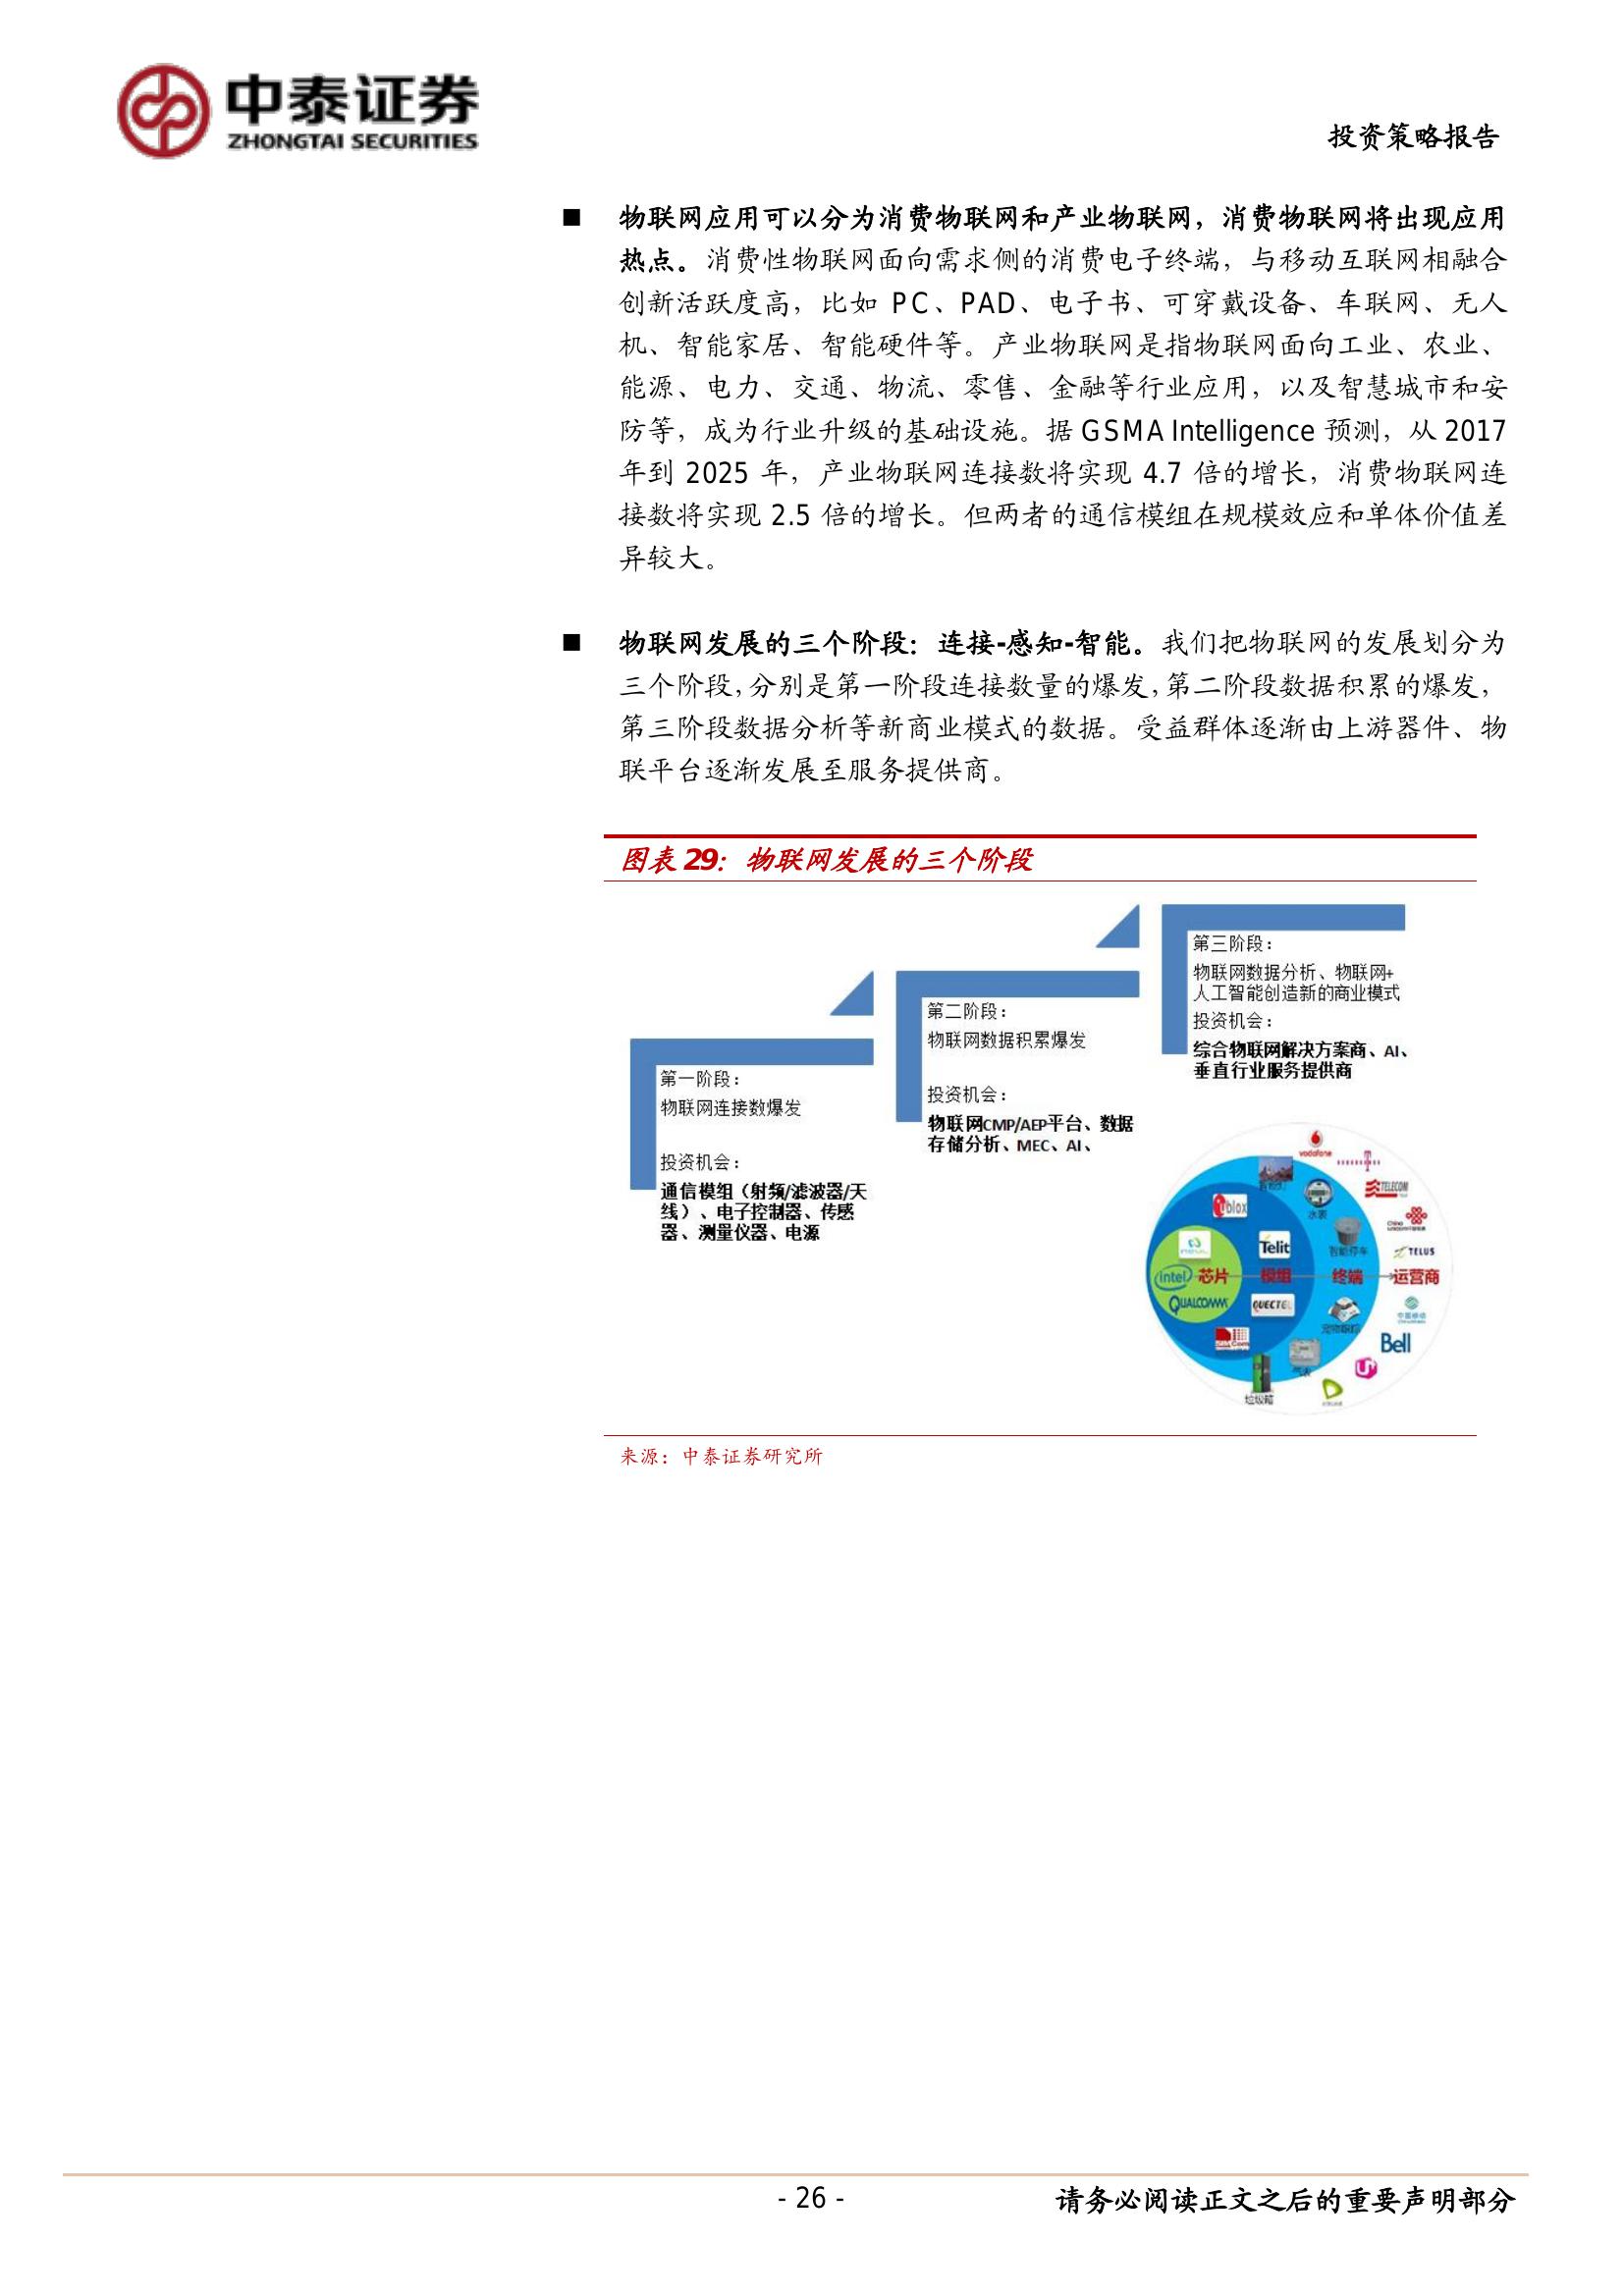 中泰证券
ZHONGTAI SECURITIES
投资策略报告
■ 物联网应用可以分为消费物联网和产业物联网，消费物联网将出现应用
热点。消费性物联网面向需求侧的消费电子终端，与移动互联网相融合
创新活跃度高，比如 PC、PAD、电子书、可穿戴设备、车联网、无人
机、智能家居、智能硬件等。产业物联网是指物联网面向工业、农业、
能源、电力、交通、物流、零售、金融等行业应用，以及智慧城市和安
防等，成为行业升级的基础设施。据 GSMA Intelligence 预测，从 2017
年到 2025 年，产业物联网连接数将实现 4.7 倍的增长，消费物联网连
接数将实现 2.5 倍的增长。但两者的通信模组在规模效应和单体价值差
异较大。
■ 物联网发展的三个阶段：连接-感知-智能。我们把物联网的发展划分为
三个阶段，分别是第一阶段连接数量的爆发，第二阶段数据积累的爆发，
第三阶段数据分析等新商业模式的数据。受益群体逐渐由上游器件、物
联平台逐渐发展至服务提供商。
图表 29：物联网发展的三个阶段
第一阶段：
物联网连接数爆发
投资机会：
通信模组（射频/滤波器/天
线）、电子控制器、传感
器、测量仪器、电源
第二阶段：
物联网数据积累爆发
投资机会：
物联网CMP/AEP平台、数据
存储分析、MEC、AI、
第三阶段：
物联网数据分析、物联网+
人工智能创造新的商业模式
投资机会：
综合物联网解决方案商、AI、
垂直行业服务提供商
vodafone
TELECOM
blox
水表
China
unicom
Telit
智能停车
TELUS
intel 芯片 模组 终端 运营商
QUALCOMM
QUECTEL
宠物跟踪
中国移动
Bell
气表
垃圾箱
来源：中泰证券研究所
- 26 -
请务必阅读正文之后的重要声明部分